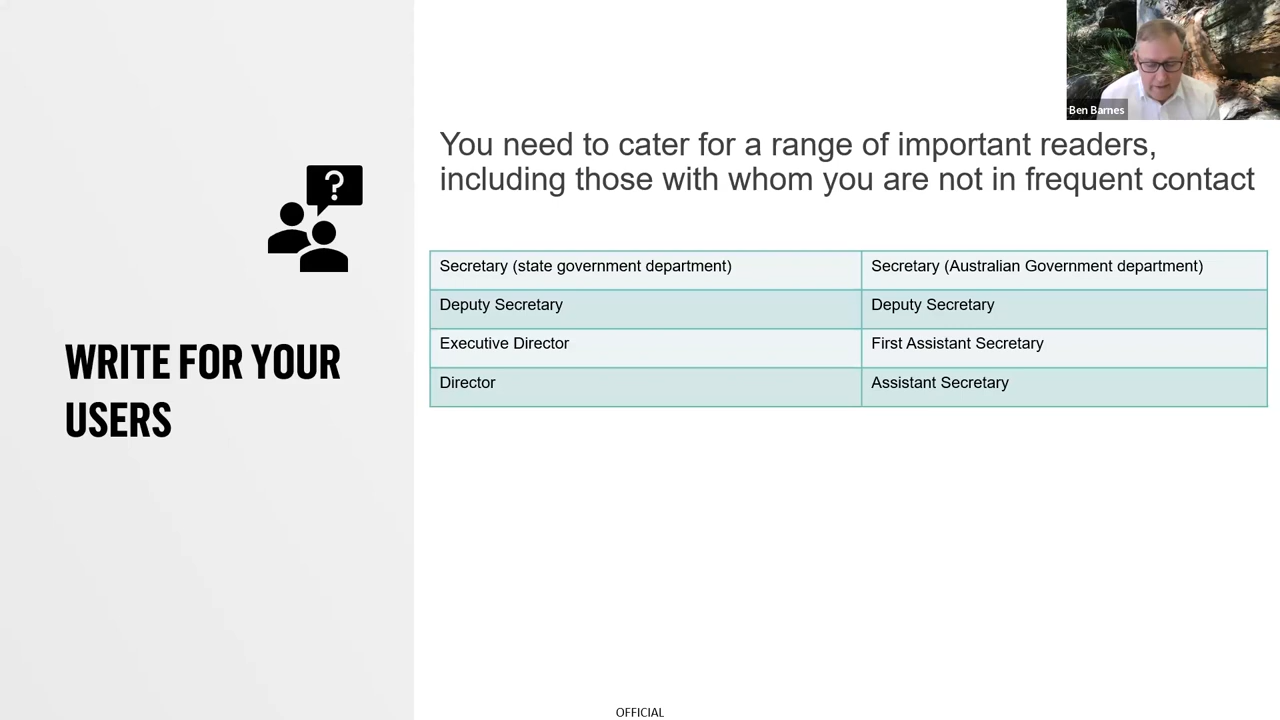 Ben Barnes
You need to cater for a range of important readers,
including those with whom you are not in frequent contact
?
WRITE FOR YOUR
USERS
Secretary (state government department)
Secretary (Australian Government department)
Deputy Secretary
Deputy Secretary
Executive Director
First Assistant Secretary
Director
Assistant Secretary
OFFICIAL